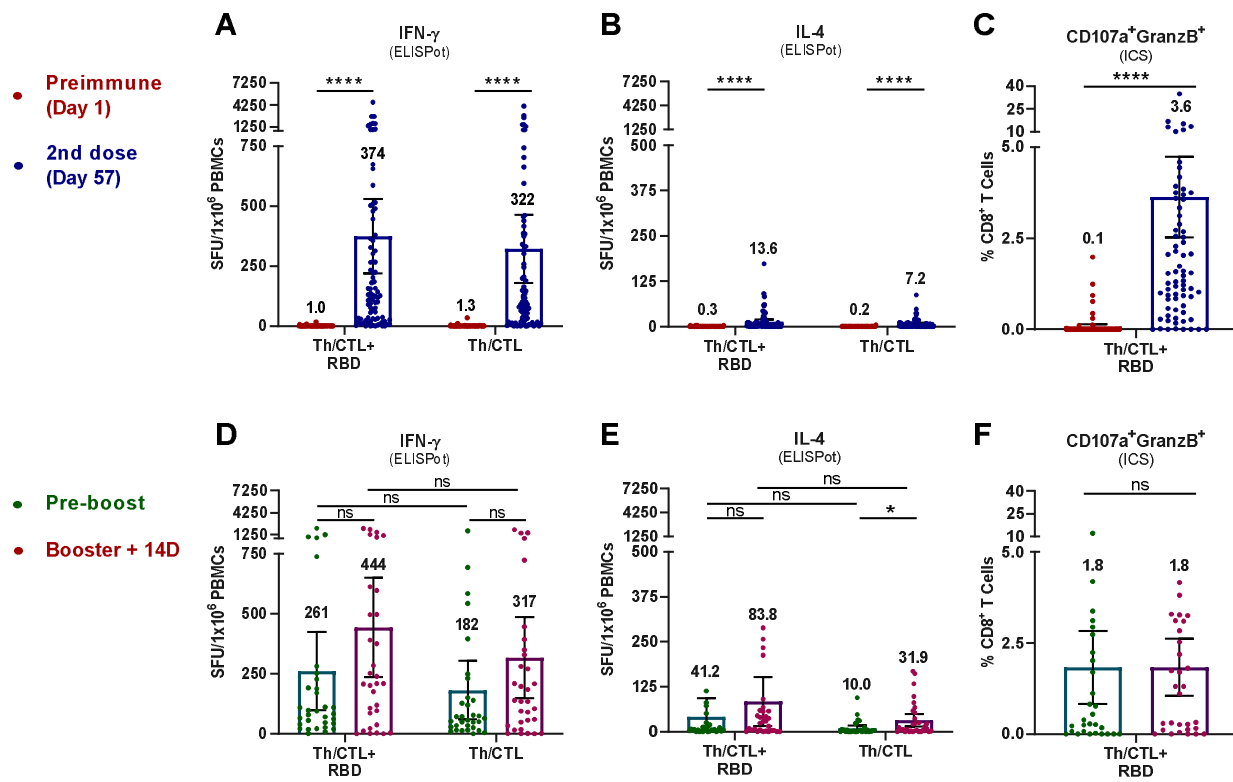 Preimmune
(Day 1)
2nd dose
(Day 57)
A
IFN-γ
(ELISPot)
SFU/1x10⁶ PBMCs
7250
4250
1250
750
500
250
0
****
****
1.0
374
1.3
322
Th/CTL+
RBD
Th/CTL
B
IL-4
(ELISPot)
SFU/1x10⁶ PBMCs
7250
4250
1250
500
375
250
125
0
****
****
0.3
13.6
0.2
7.2
Th/CTL+
RBD
Th/CTL
C
CD107a⁺GranzB⁺
(ICS)
% CD8⁺ T Cells
40
25
10
5.0
2.5
0.0
****
0.1
3.6
Th/CTL+
RBD
Pre-boost
Booster + 14D
D
IFN-γ
(ELISPot)
SFU/1x10⁶ PBMCs
7250
4250
1250
750
500
250
0
ns
ns
ns
ns
261
444
182
317
Th/CTL+
RBD
Th/CTL
E
IL-4
(ELISPot)
SFU/1x10⁶ PBMCs
7250
4250
1250
500
375
250
125
0
ns
ns
ns
*
41.2
83.8
10.0
31.9
Th/CTL+
RBD
Th/CTL
F
CD107a⁺GranzB⁺
(ICS)
% CD8⁺ T Cells
40
25
10
5.0
2.5
0.0
ns
1.8
1.8
Th/CTL+
RBD